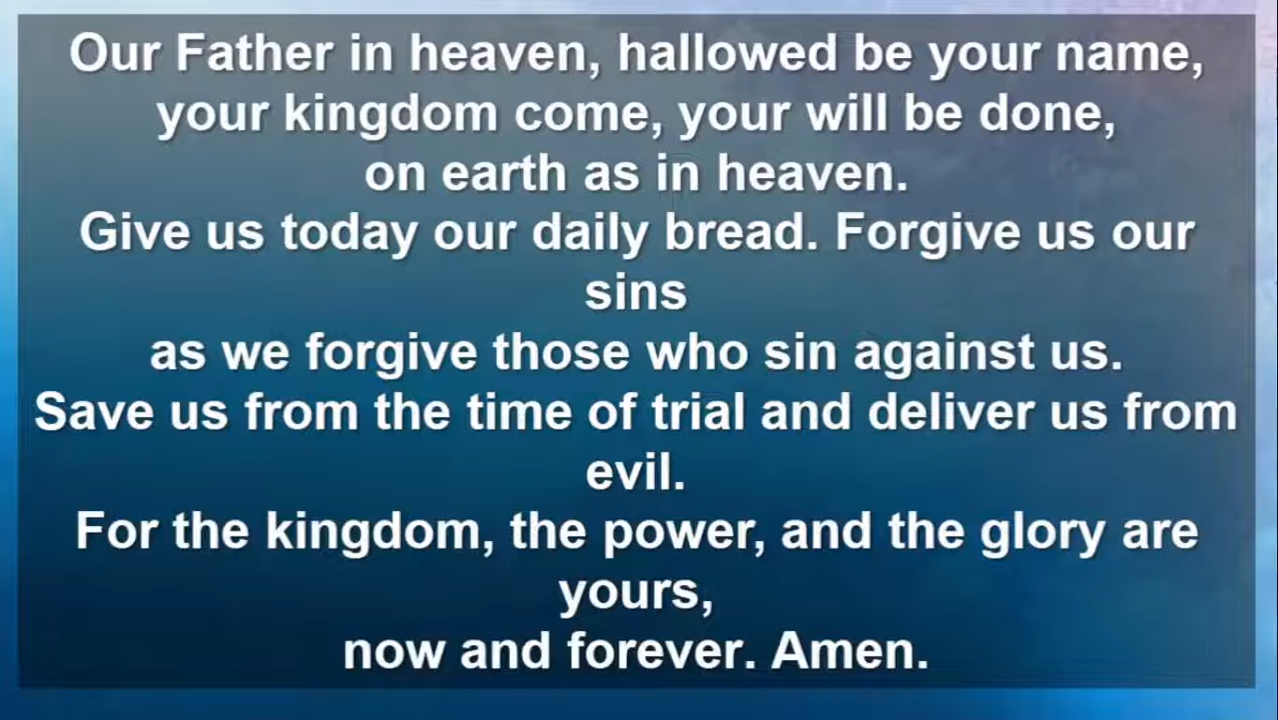 Our Father in heaven, hallowed be your name,
your kingdom come, your will be done,
on earth as in heaven.
Give us today our daily bread. Forgive us our
sins
as we forgive those who sin against us.
Save us from the time of trial and deliver us from
evil.
For the kingdom, the power, and the glory are
yours,
now and forever. Amen.